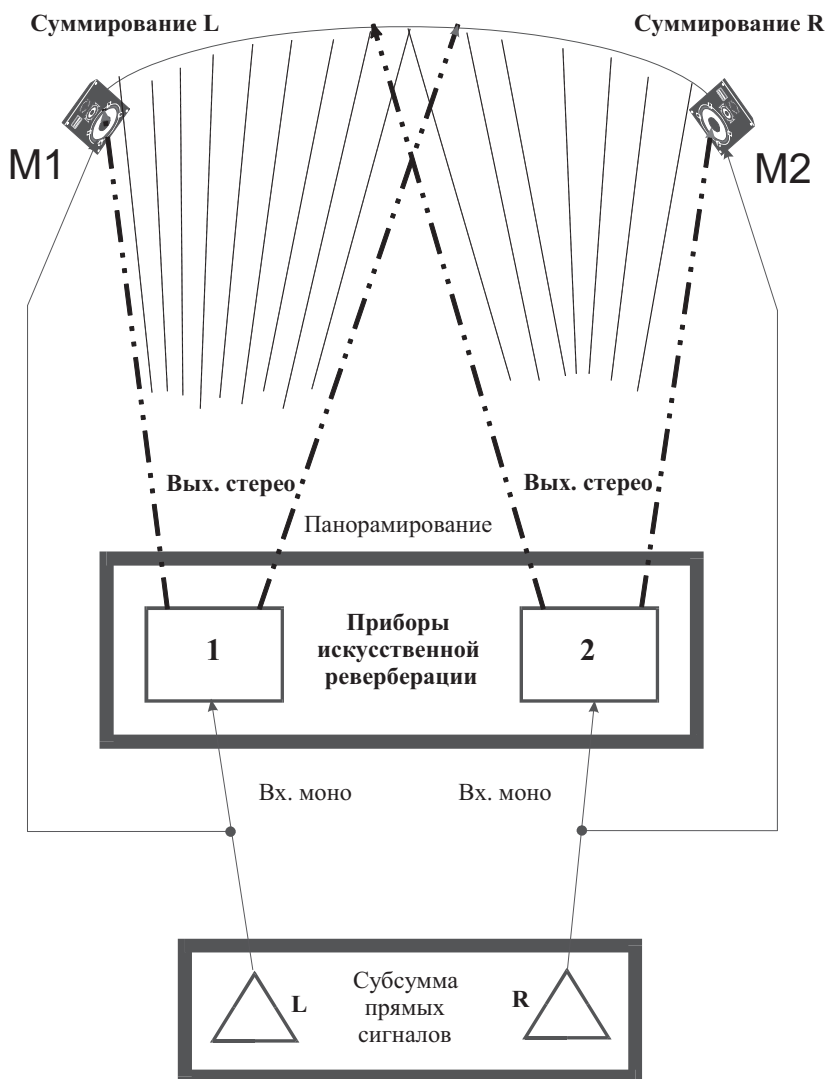 Суммирование L
Суммирование R
M1
M2
Вых. стерео
Вых. стерео
Панорамирование
1
Приборы
искусственной
реверберации
2
Вх. моно
Вх. моно
L
Субсумма
прямых
сигналов
R